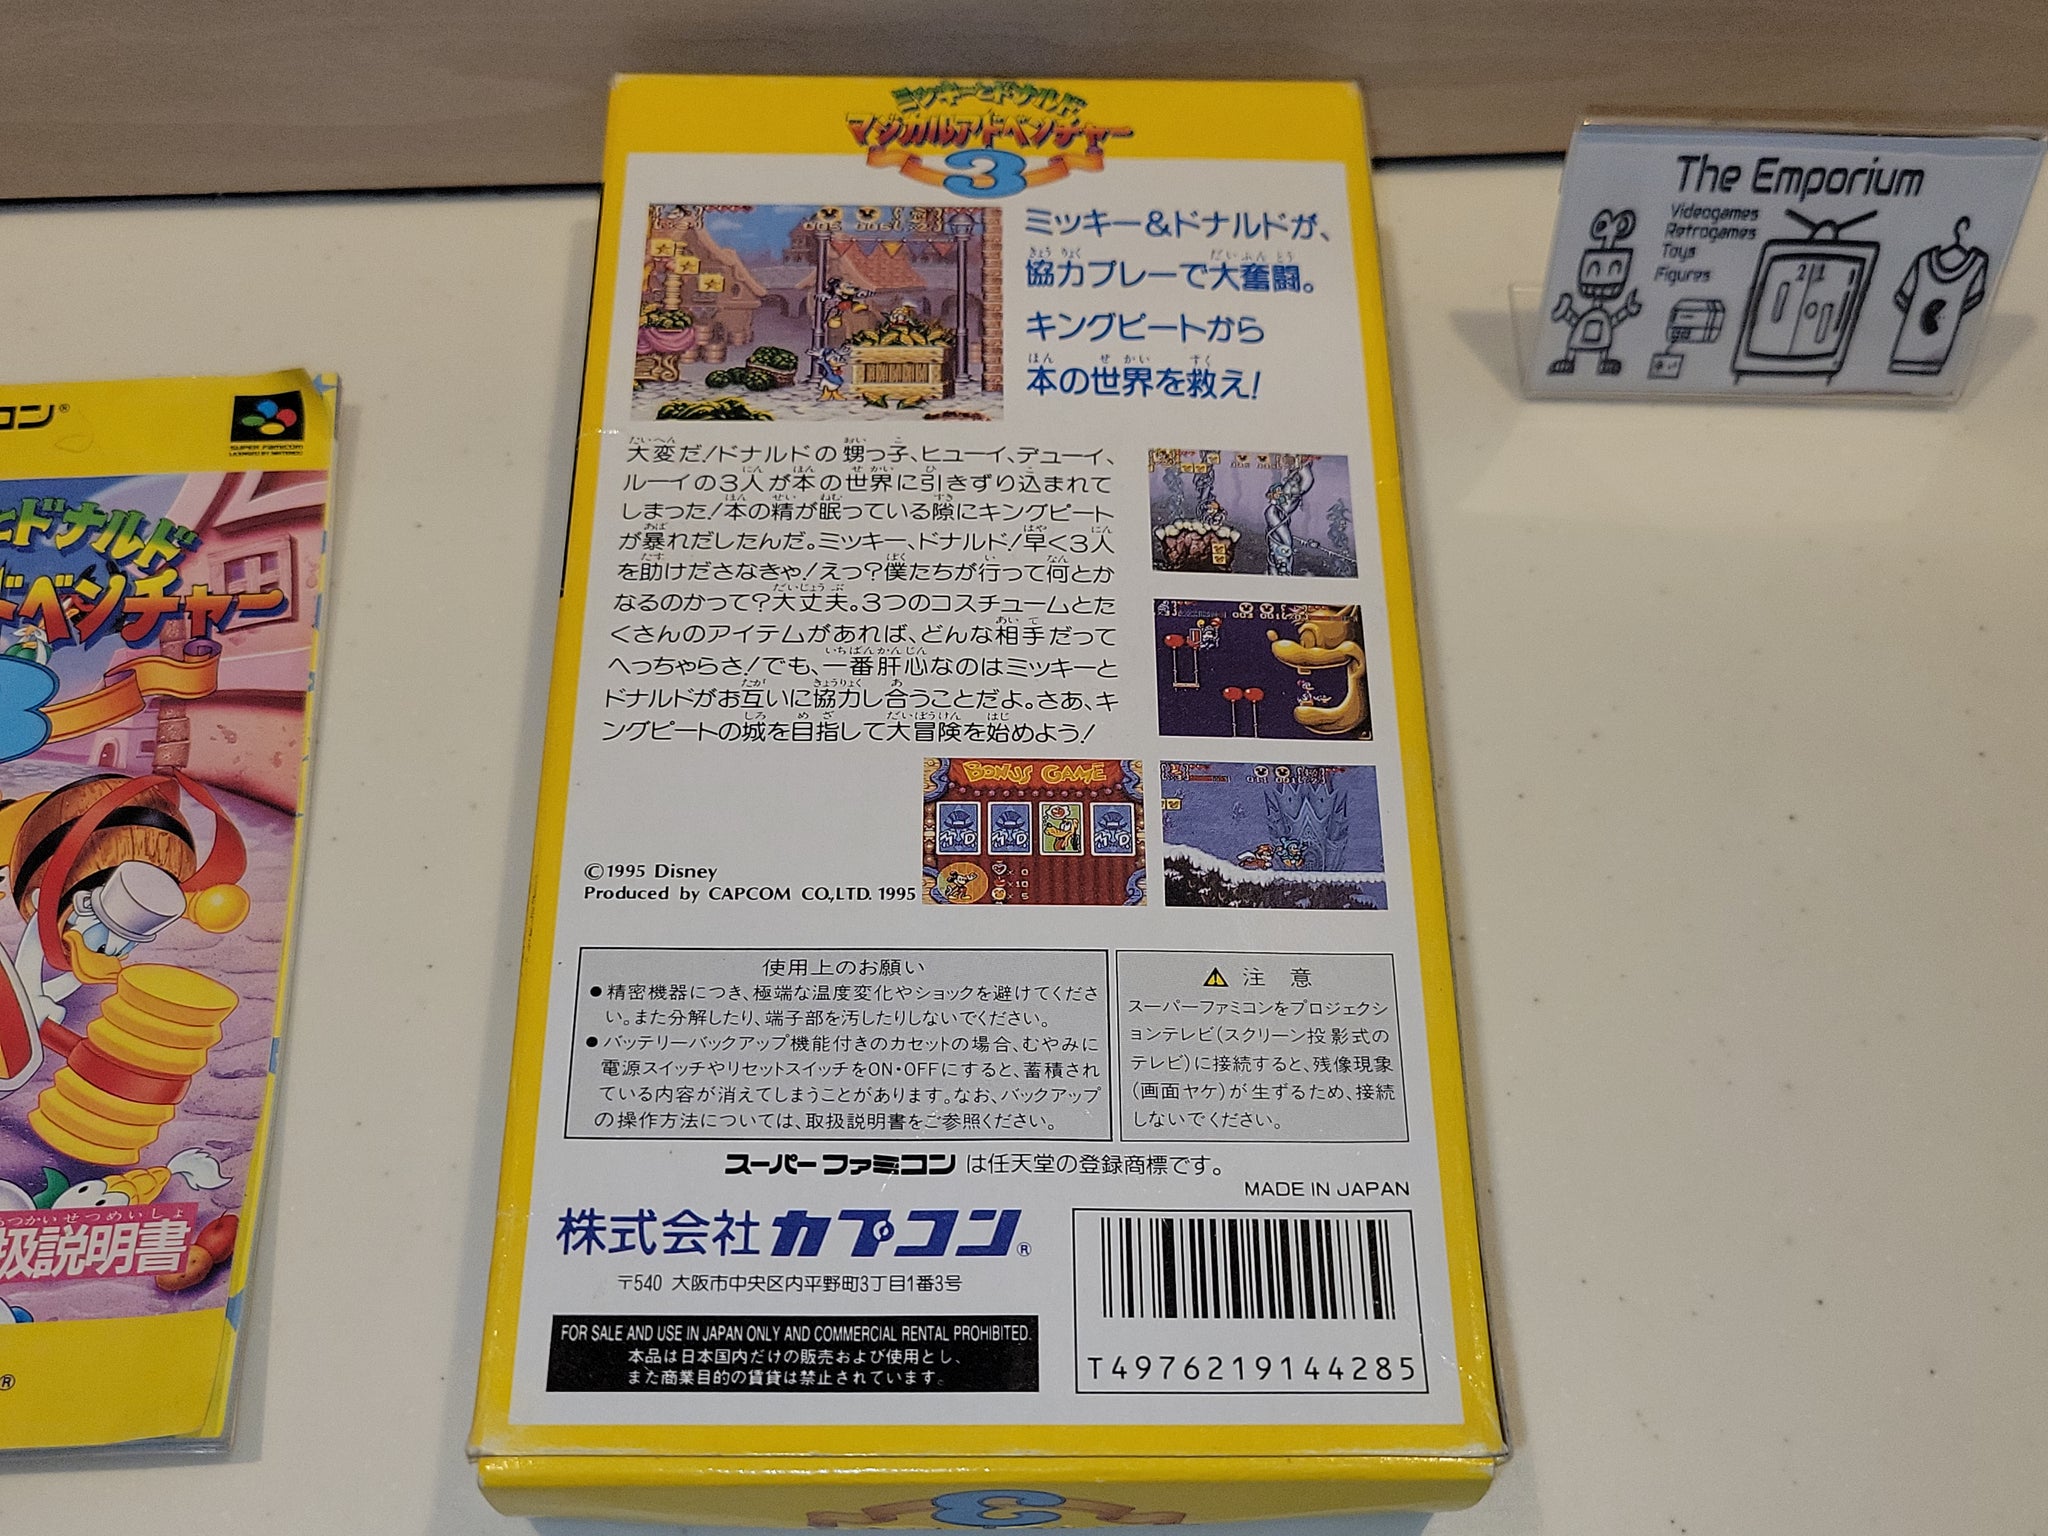 ミッキーとドナルド
マジカルアドベンチャー
3
ミッキー&ドナルドが、
協力プレーで大奮闘。
キングピートから
本の世界を救え!
大変だ!ドナルドの甥っ子、ヒューイ、デューイ、
ルーイの3人が本の世界に引きずり込まれて
しまった!本の精が眠っている隙にキングピート
が暴れだしたんだ。ミッキー、ドナルド!早く3人
を助けださなきゃ!えっ?僕たちが行って何とか
なるのかって?大丈夫。3つのコスチュームとた
くさんのアイテムがあれば、どんな相手だって
へっちゃらさ!でも、一番肝心なのはミッキーと
ドナルドがお互いに協力し合うことだよ。さあ、キ
ングピートの城を目指して大冒険を始めよう!
BONUS GAME
©1995 Disney
Produced by CAPCOM CO.,LTD. 1995
使用上のお願い
●精密機器につき、極端な温度変化やショックを避けてくださ
い。また分解したり、端子部を汚したりしないでください。
●バッテリーバックアップ機能付きのカセットの場合、むやみに
電源スイッチやリセットスイッチをON・OFFにすると、蓄積され
ている内容が消えてしまうことがあります。なお、バックアップ
の操作方法については、取扱説明書をご参照ください。
注意
スーパーファミコンをプロジェクシ
ョンテレビ(スクリーン投影式の
テレビ)に接続すると、残像現象
(画面ヤケ)が生ずるため、接続
しないでください。
スーパーファミコンは任天堂の登録商標です。
MADE IN JAPAN
株式会社カプコン®
〒540 大阪市中央区内平野町3丁目1番3号
FOR SALE AND USE IN JAPAN ONLY AND COMMERCIAL RENTAL PROHIBITED.
本品は日本国内だけの販売および使用とし、
また商業目的の賃貸は禁止されています。
T4976219144285
3
コン®
SUPER FAMICOM
LICENSED BY NINTENDO
とドナルド
ドベンチャー
扱説明書
®
The Emporium
Videogames
Retrogames
Toys
Figures